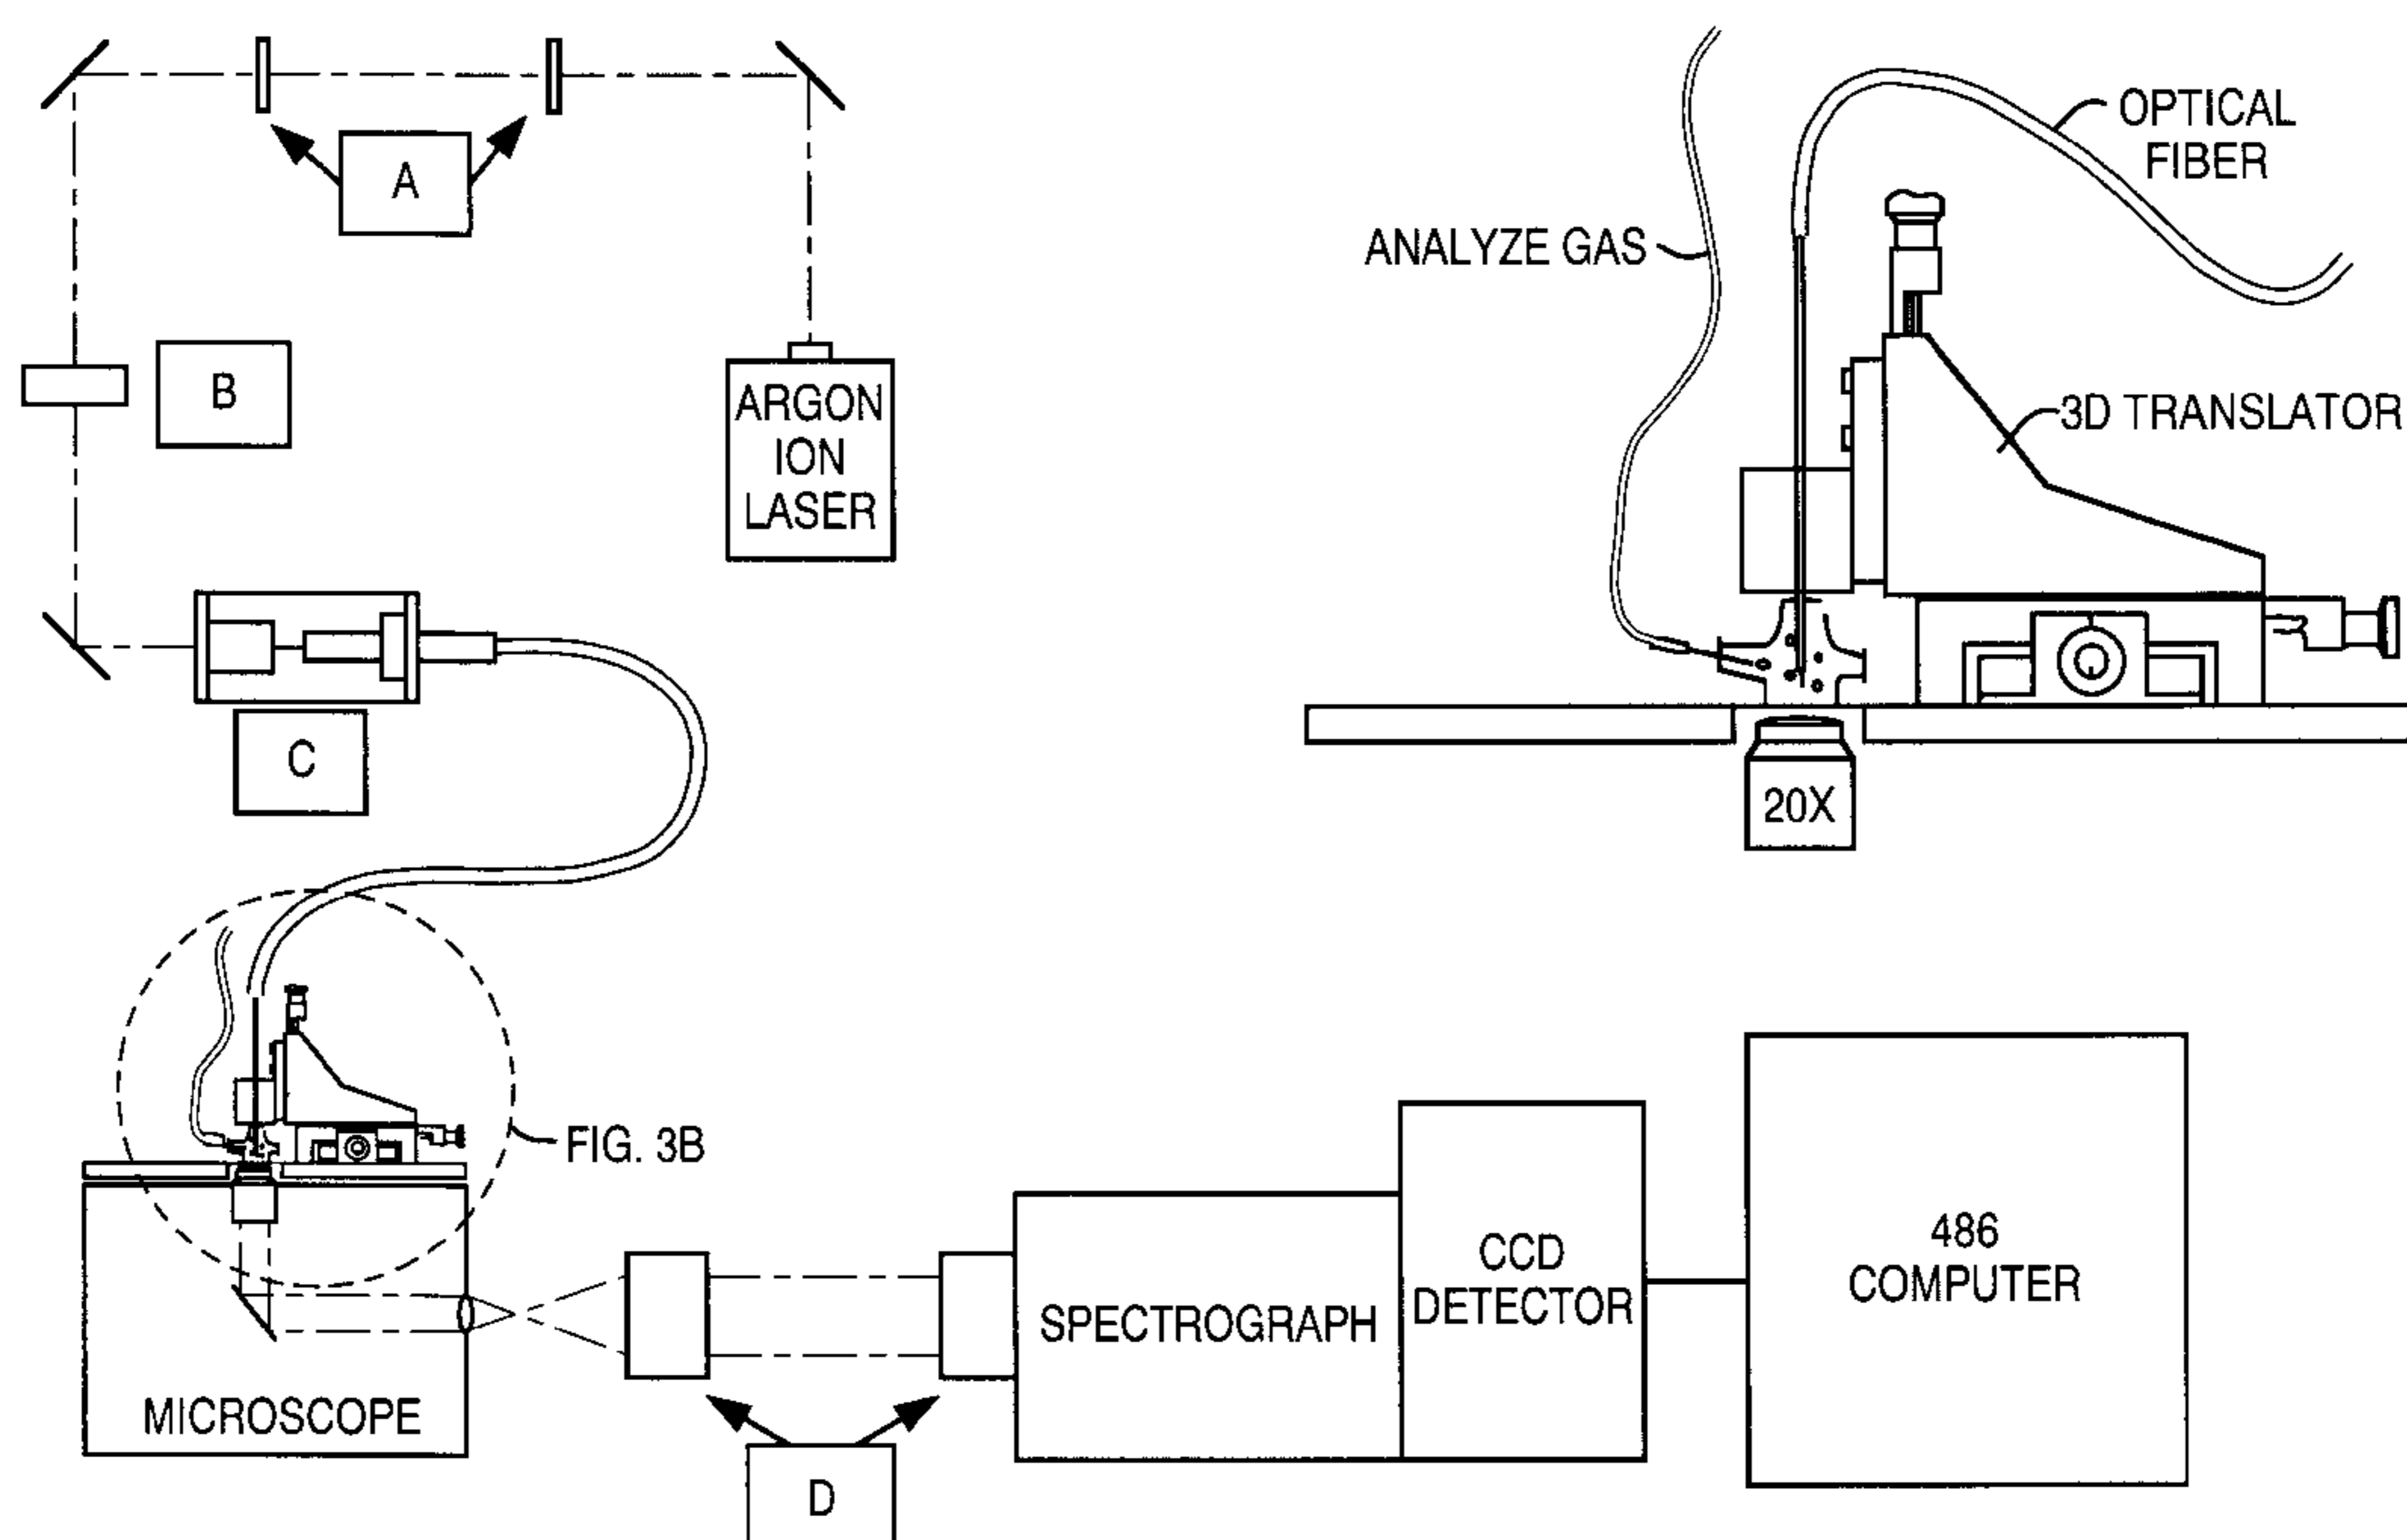 A
B
ARGON
ION
LASER
C
FIG. 3B
MICROSCOPE
D
SPECTROGRAPH
CCD
DETECTOR
486
COMPUTER
OPTICAL
FIBER
ANALYZE GAS
3D TRANSLATOR
20X